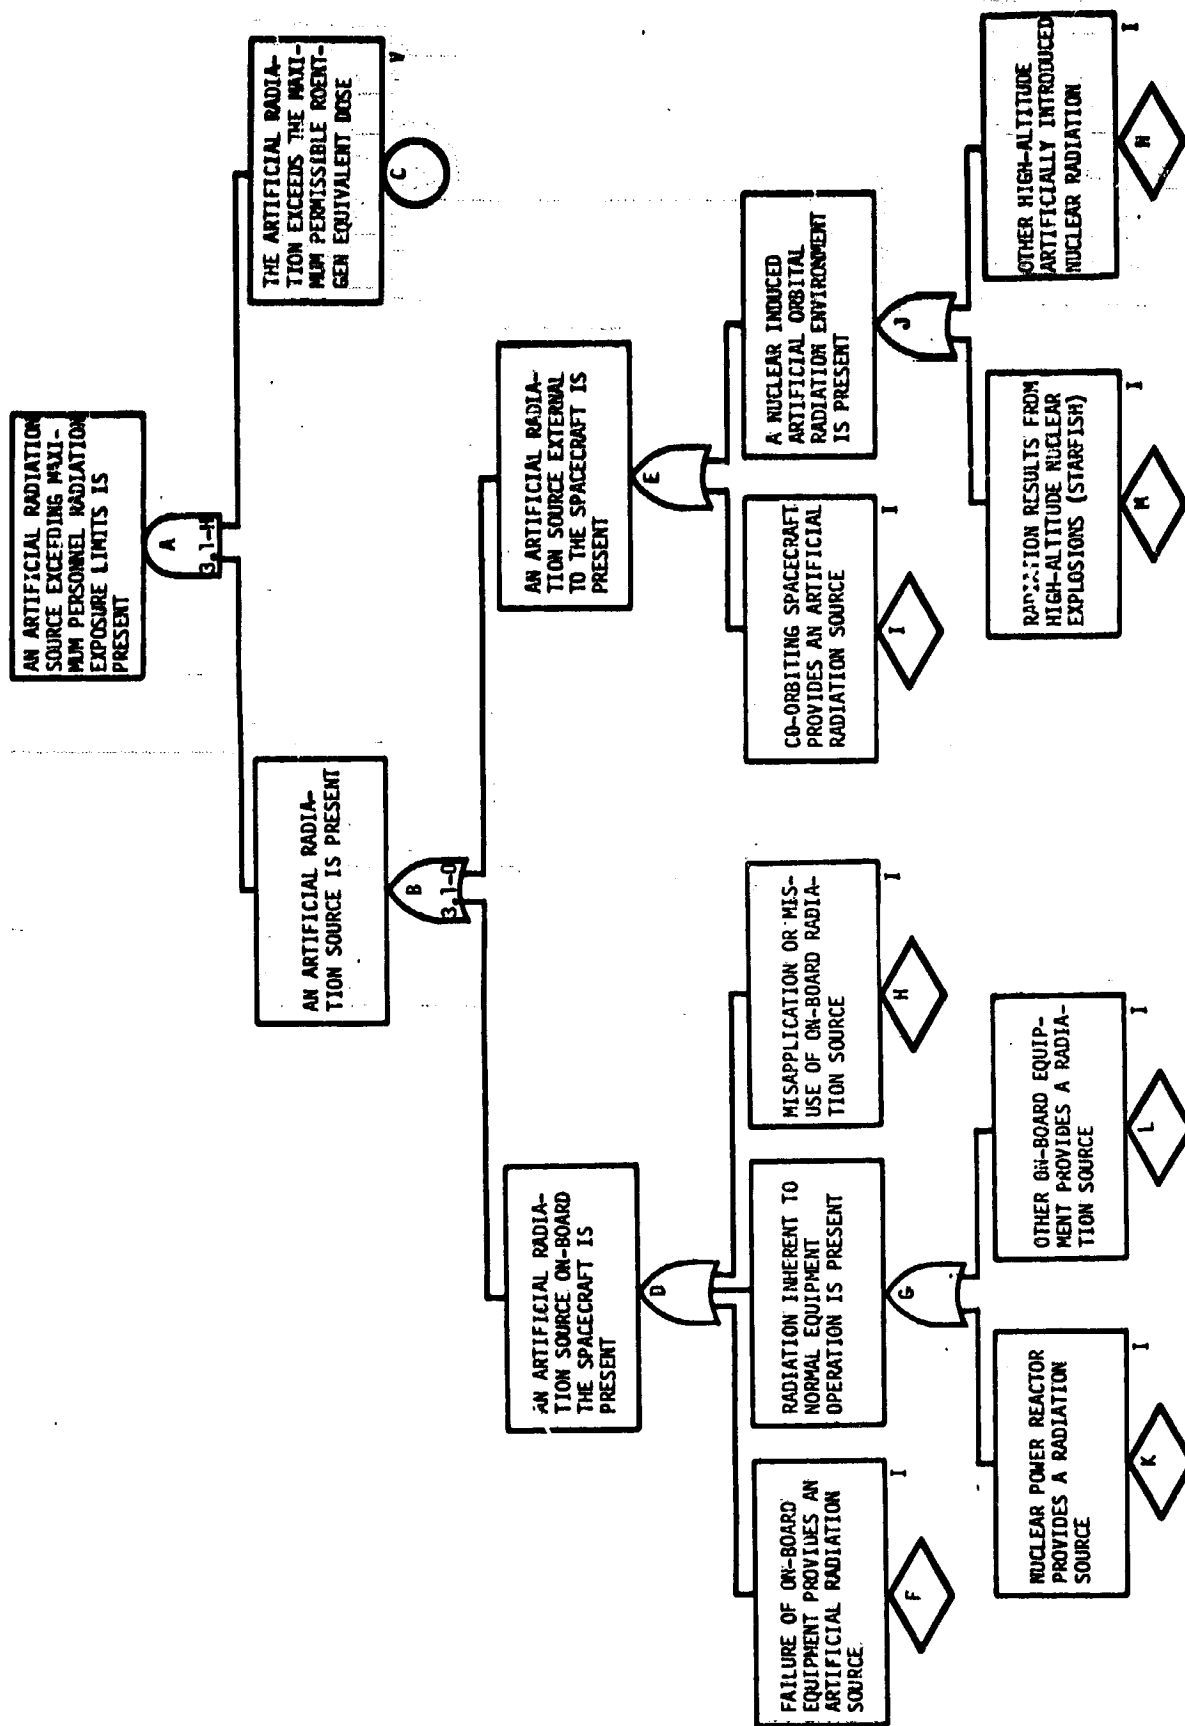 AN ARTIFICIAL RADIATION
SOURCE EXCEEDING MAXI-
MUM PERSONNEL RADIATION
EXPOSURE LIMITS IS
PRESENT
A
3.1-H
AN ARTIFICIAL RADIA-
TION SOURCE IS PRESENT
B
3.1-O
THE ARTIFICIAL RADIA-
TION EXCEEDS THE MAXI-
MUM PERMISSIBLE ROENT-
GEN EQUIVALENT DOSE
V
C
AN ARTIFICIAL RADIA-
TION SOURCE ON-BOARD
THE SPACECRAFT IS
PRESENT
D
AN ARTIFICIAL RADIA-
TION SOURCE EXTERNAL
TO THE SPACECRAFT IS
PRESENT
E
FAILURE OF ON-BOARD
EQUIPMENT PROVIDES AN
ARTIFICIAL RADIATION
SOURCE.
I
F
RADIATION INHERENT TO
NORMAL EQUIPMENT
OPERATION IS PRESENT
G
MISAPPLICATION OR MIS-
USE OF ON-BOARD RADIA-
TION SOURCE
I
H
CO-ORBITING SPACECRAFT
PROVIDES AN ARTIFICIAL
RADIATION SOURCE
I
I
A NUCLEAR INDUCED
ARTIFICIAL ORBITAL
RADIATION ENVIRONMENT
IS PRESENT
J
NUCLEAR POWER REACTOR
PROVIDES A RADIATION
SOURCE
I
K
OTHER ON-BOARD EQUIP-
MENT PROVIDES A RADIA-
TION SOURCE
I
L
RADIATION RESULTS FROM
HIGH-ALTITUDE NUCLEAR
EXPLOSIONS (STARFISH)
I
M
OTHER HIGH-ALTITUDE
ARTIFICIALLY INTRODUCED
NUCLEAR RADIATION
I
N